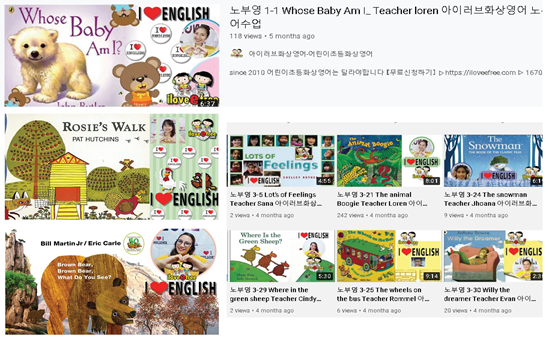 Whose Baby
Am I?
John Butler
I ♥ ENGLISH
iloveefree
6:37
노부영 1-1 Whose Baby Am I_ Teacher loren 아이러브화상영어 노
어수업
118 views • 5 months ago
아이러브화상영어-어린이초등화상영어
since 2010 어린이초등화상영어는 달라야합니다【무료신청하기】▷https://iloveefree.com ▷ 1670
ROSIE'S WALK
PAT HUTCHINS
I ♥
ENGLISH
Bill Martin Jr / Eric Carle
Brown Bear,
Brown Bear,
What Do You See?
I ♥ ENGLISH
LOTS OF
Feelings
ENGLISH
4:55
노부영 3-5 Lots of Feelings
Teacher Sana 아이러브화상...
2 views • 4 months ago
The Animal Boogie
ENGLISH
8:01
노부영 3-21 The animal
Boogie Teacher Loren 아이...
242 views • 4 months ago
The
Snowman
ENGLISH
노부영 3-24 The snowman
Teacher Jhoana 아이러브화...
9 views • 4 months ago
Where Is the
Green Sheep?
I ♥ ENGLISH
5:30
노부영 3-29 Where in the
green sheep Teacher Cindy...
2 views • 4 months ago
I ♥ ENGLISH
9:14
노부영 3-25 The wheels on
the bus Teacher Rommel 아...
6 views • 4 months ago
Willy the Dreamer
ENGLISH
노부영 3-30 Willy the
dreamer Teacher Evan 아이...
20 views • 4 months ago